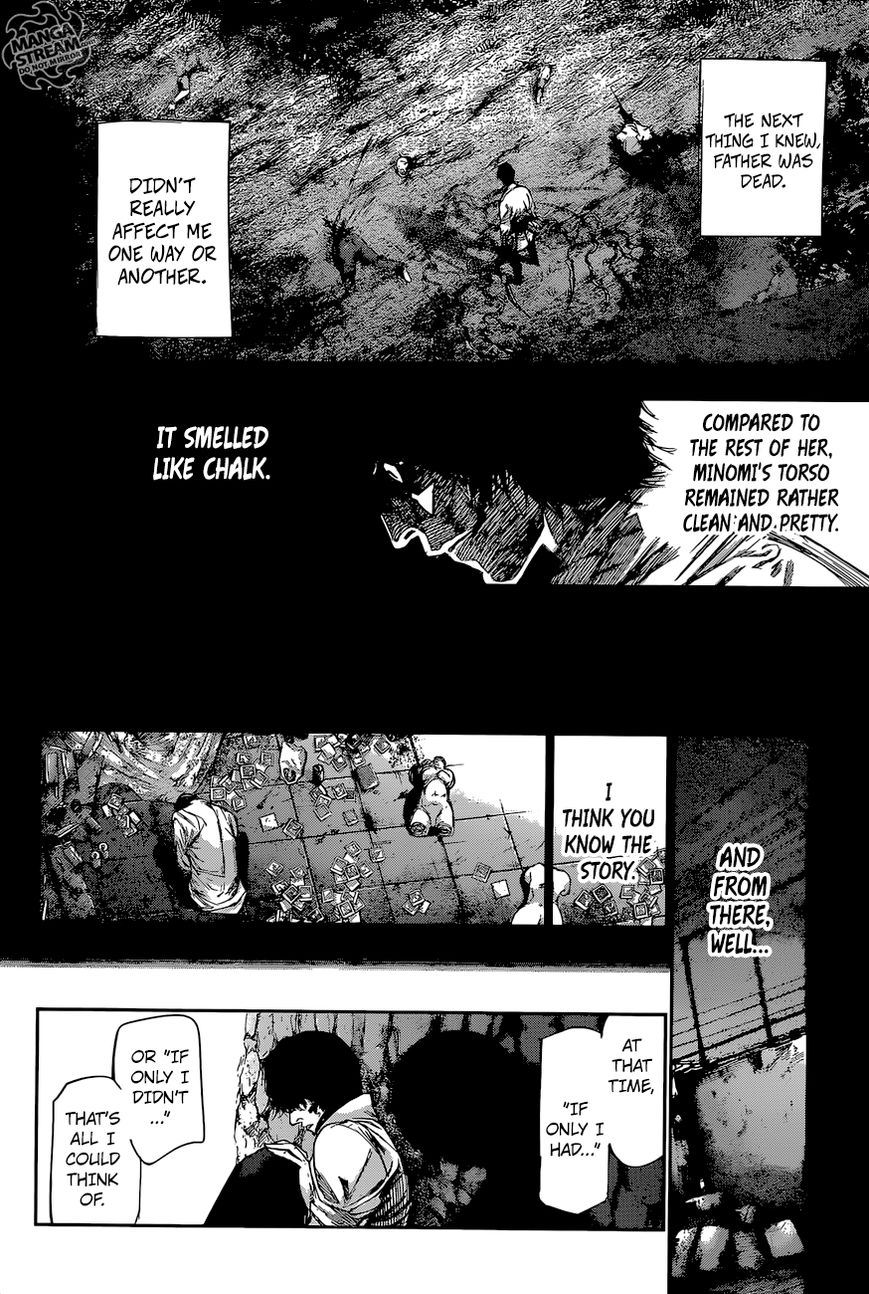 MANGA
STREAM
DO NOT MIRROR
THE NEXT
THING I KNEW,
FATHER WAS
DEAD.
DIDN'T
REALLY
AFFECT ME
ONE WAY OR
ANOTHER.
COMPARED TO
THE REST OF HER,
MINOMI'S TORSO
REMAINED RATHER
CLEAN AND PRETTY.
IT SMELLED
LIKE CHALK.
AND
FROM
THERE,
WELL...
I
THINK YOU
KNOW THE
STORY.
AT
THAT
TIME,
"IF
ONLY I
HAD..."
OR "IF
ONLY I
DIDN'T
..."
THAT'S
ALL I
COULD
THINK
OF.